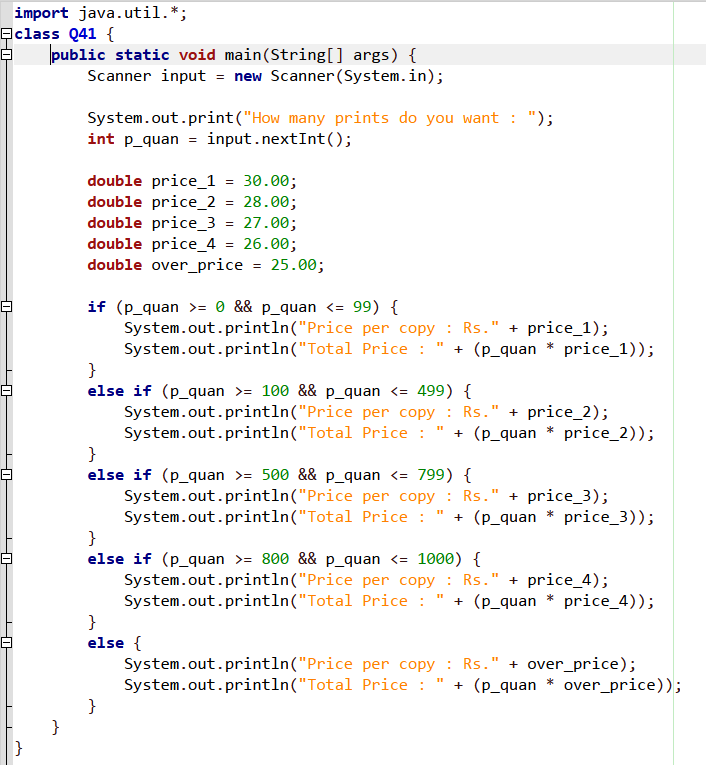 import java.util.*;
class Q41 {
    public static void main(String[] args) {
        Scanner input = new Scanner(System.in);

        System.out.print("How many prints do you want : ");
        int p_quan = input.nextInt();

        double price_1 = 30.00;
        double price_2 = 28.00;
        double price_3 = 27.00;
        double price_4 = 26.00;
        double over_price = 25.00;

        if (p_quan >= 0 && p_quan <= 99) {
            System.out.println("Price per copy : Rs." + price_1);
            System.out.println("Total Price : " + (p_quan * price_1));
        }
        else if (p_quan >= 100 && p_quan <= 499) {
            System.out.println("Price per copy : Rs." + price_2);
            System.out.println("Total Price : " + (p_quan * price_2));
        }
        else if (p_quan >= 500 && p_quan <= 799) {
            System.out.println("Price per copy : Rs." + price_3);
            System.out.println("Total Price : " + (p_quan * price_3));
        }
        else if (p_quan >= 800 && p_quan <= 1000) {
            System.out.println("Price per copy : Rs." + price_4);
            System.out.println("Total Price : " + (p_quan * price_4));
        }
        else {
            System.out.println("Price per copy : Rs." + over_price);
            System.out.println("Total Price : " + (p_quan * over_price));
        }
    }
}